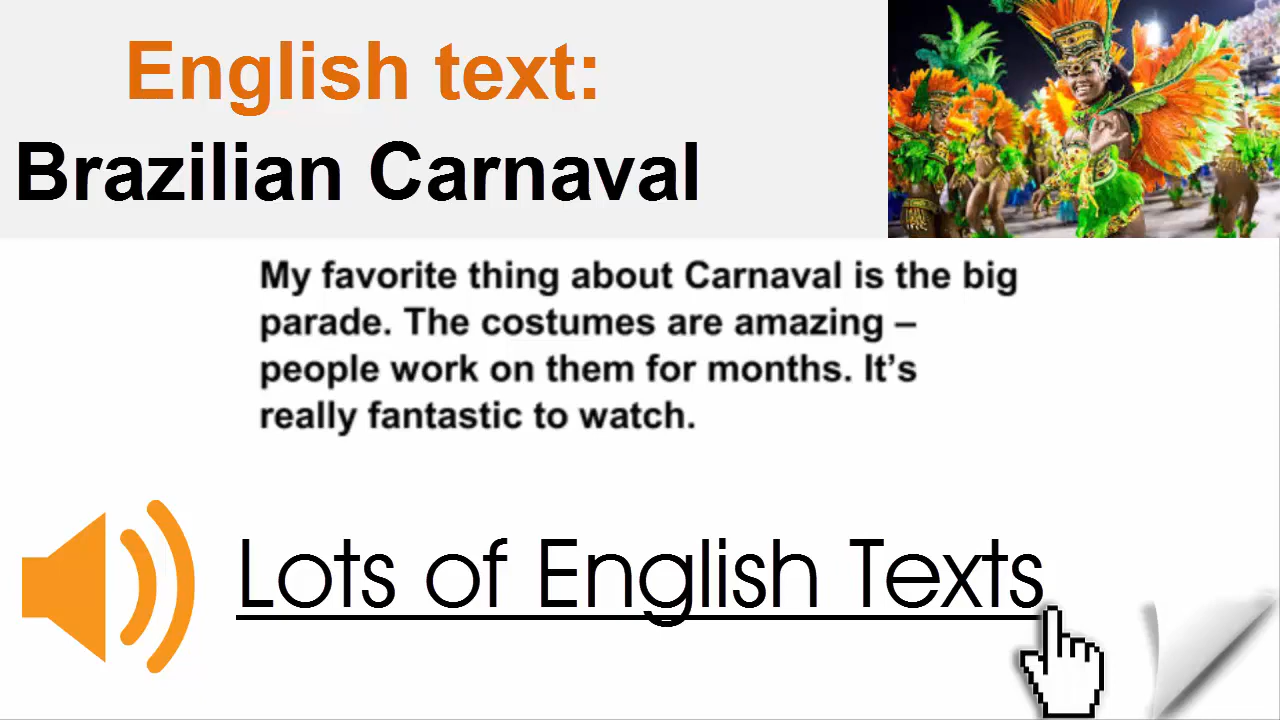 English text:
Brazilian Carnaval
My favorite thing about Carnaval is the big
parade. The costumes are amazing –
people work on them for months. It’s
really fantastic to watch.
Lots of English Texts